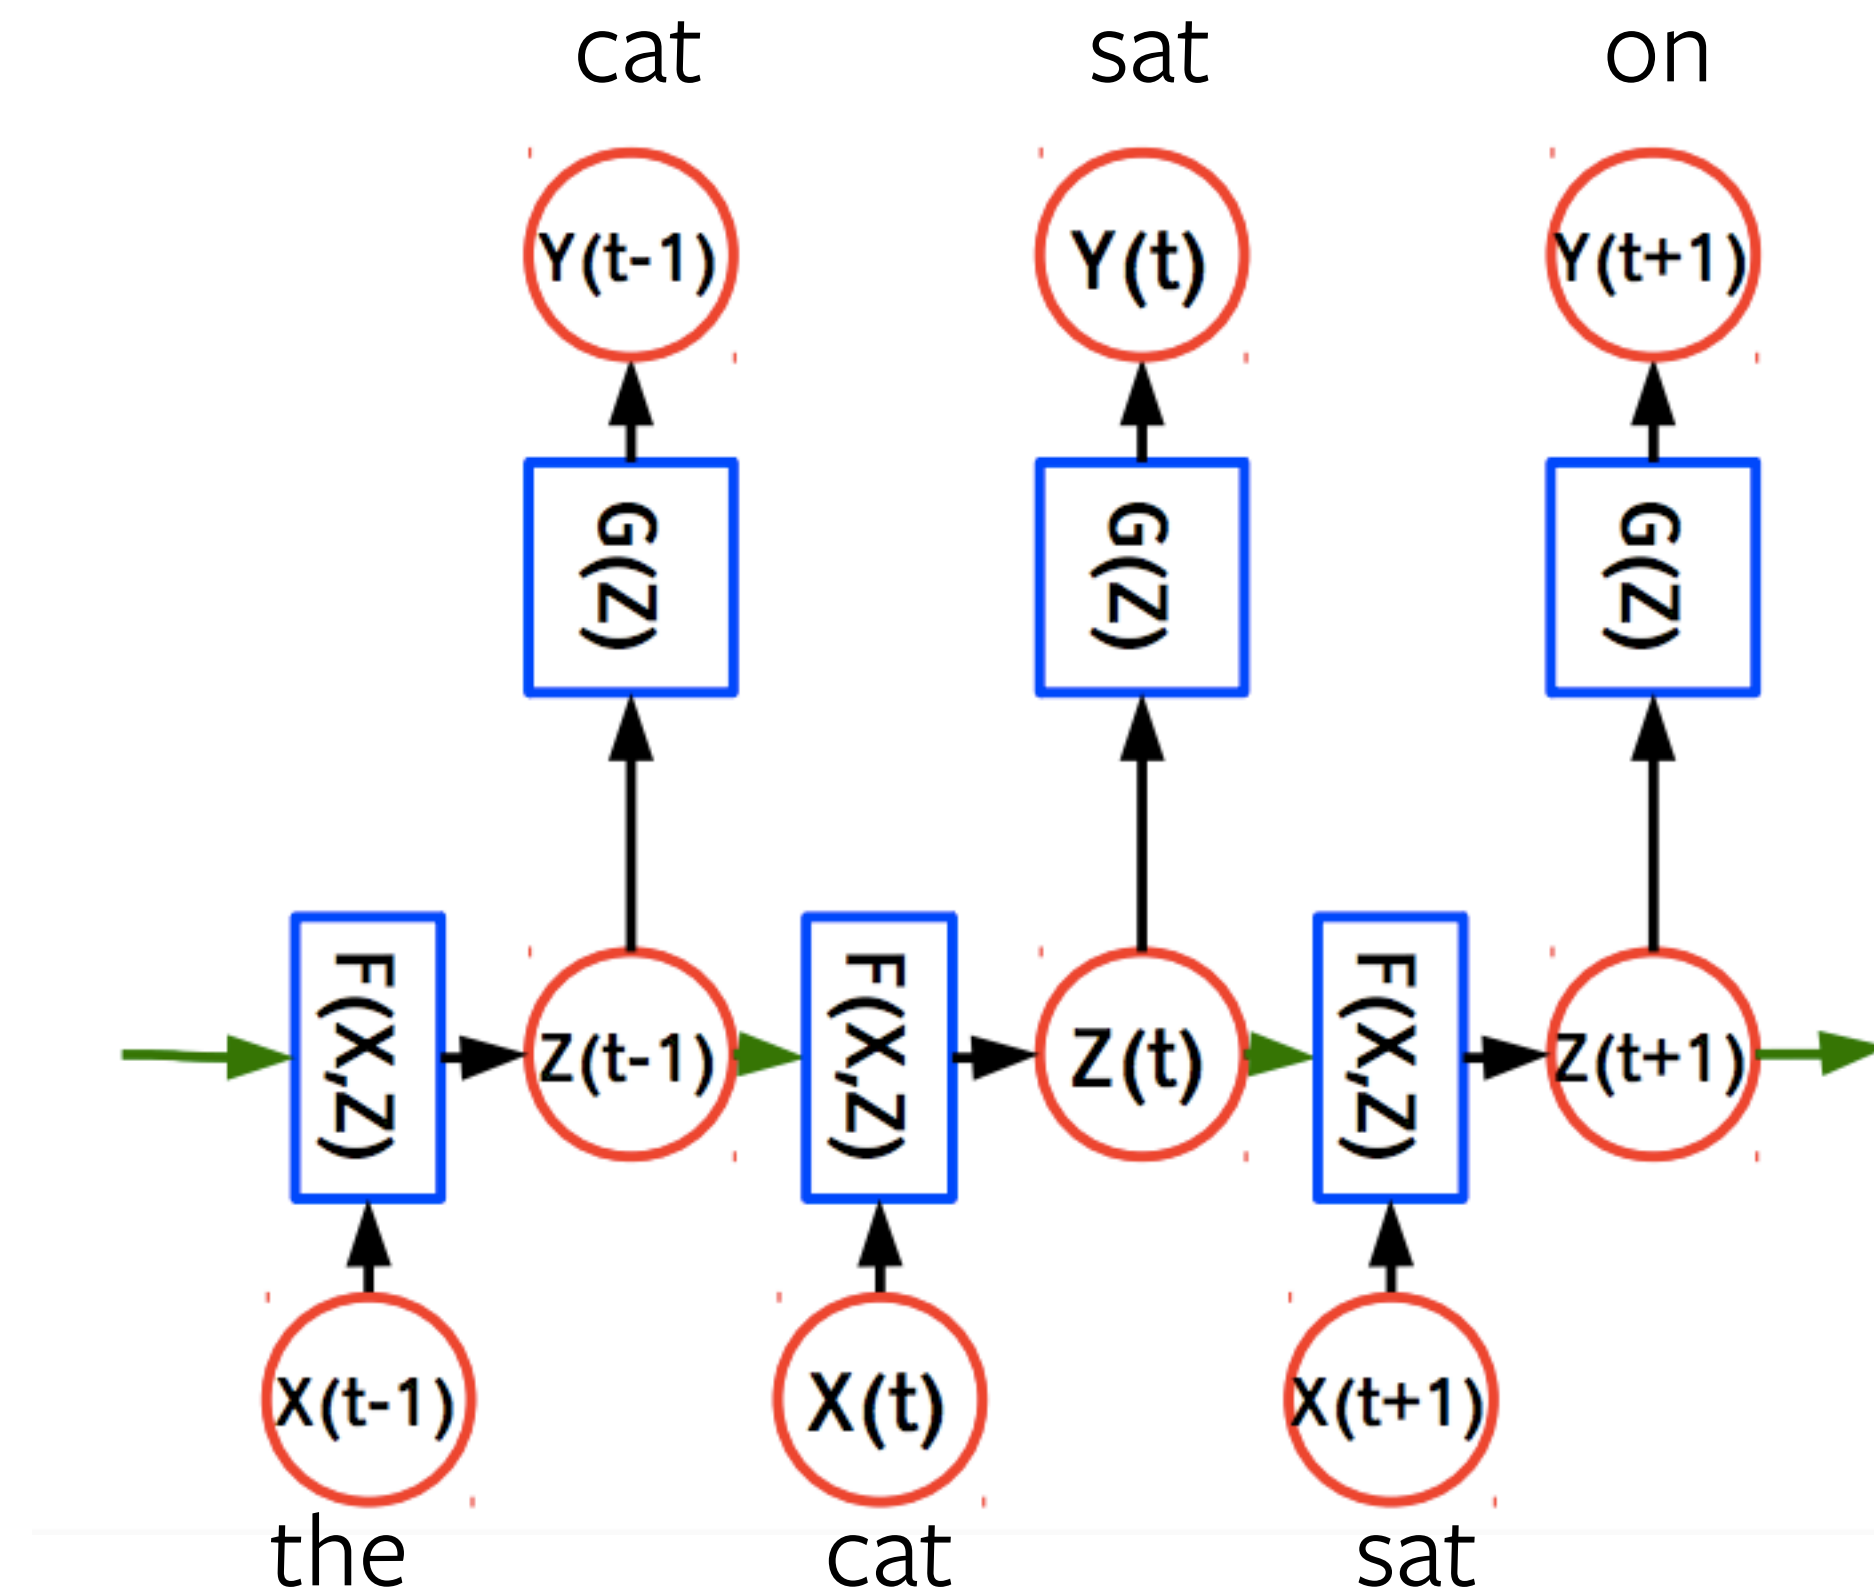 cat sat on
Y(t-1) Y(t) Y(t+1)
G(Z) G(Z) G(Z)
F(X,Z) Z(t-1) F(X,Z) Z(t) F(X,Z) Z(t+1)
X(t-1) X(t) X(t+1)
the cat sat